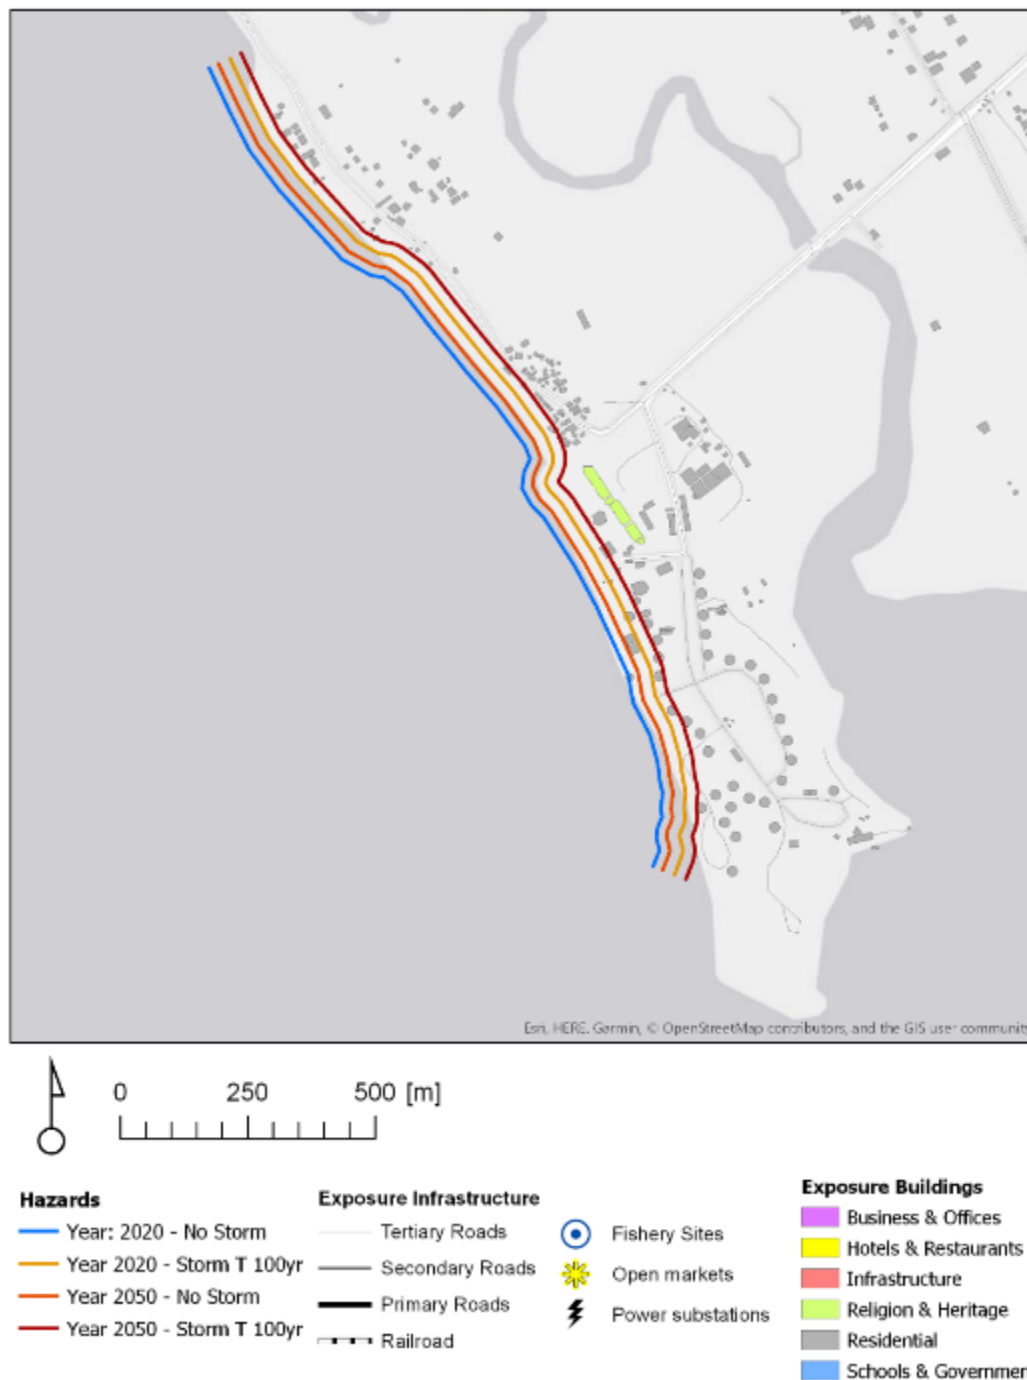 Esri, HERE, Garmin, © OpenStreetMap contributors, and the GIS user community
0 250 500 [m]
Hazards
Year: 2020 - No Storm
Year 2020 - Storm T 100yr
Year 2050 - No Storm
Year 2050 - Storm T 100yr
Exposure Infrastructure
Tertiary Roads
Secondary Roads
Primary Roads
Railroad
Fishery Sites
Open markets
Power substations
Exposure Buildings
Business & Offices
Hotels & Restaurants
Infrastructure
Religion & Heritage
Residential
Schools & Governmen